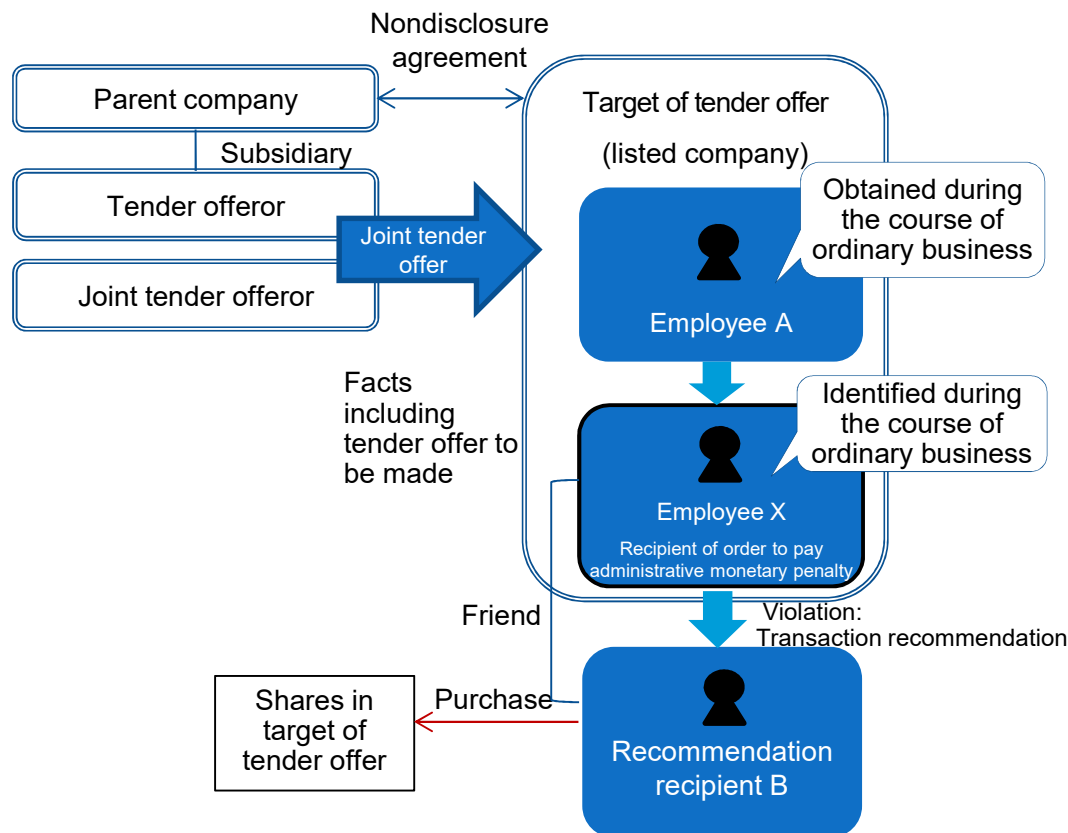 Nondisclosure
agreement
Parent company
Subsidiary
Tender offeror
Joint tender offeror
Joint tender
offer
Target of tender offer
(listed company)
Obtained during
the course of
ordinary business
Employee A
Facts
including
tender offer to
be made
Identified during
the course of
ordinary business
Employee X
Recipient of order to pay
administrative monetary penalty
Friend
Violation:
Transaction recommendation
Shares in
target of
tender offer
Purchase
Recommendation
recipient B